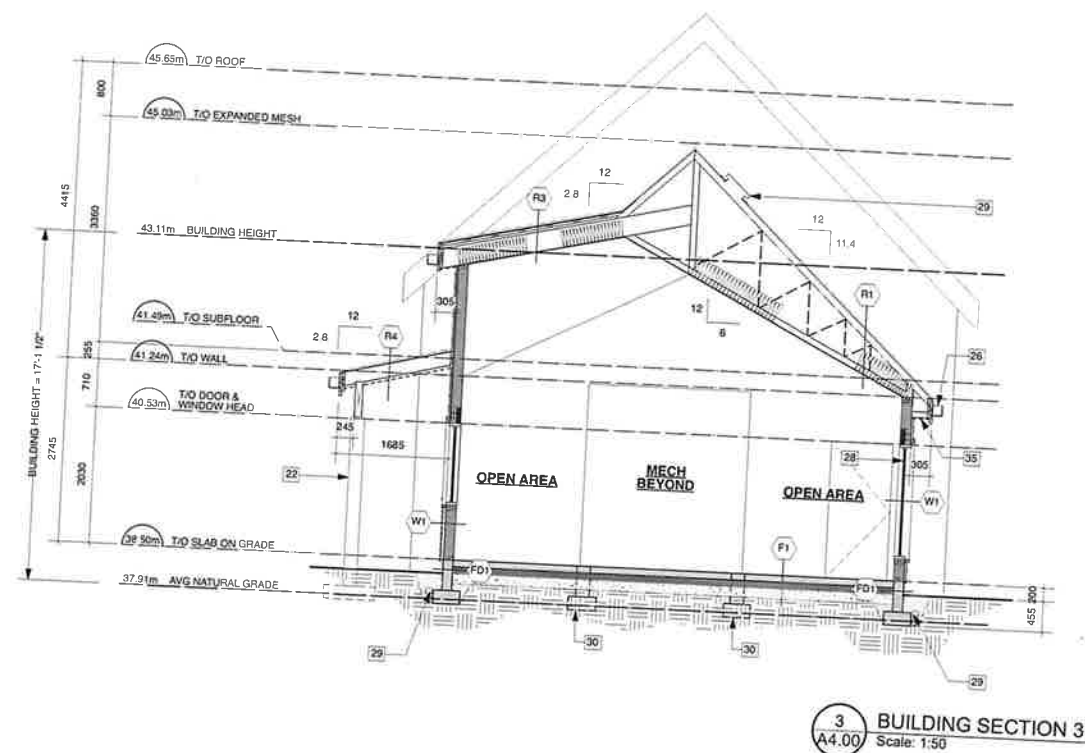 45.65m T/O ROOF
800
45.03m T/O EXPANDED MESH
12
2.8
R3
29
4415
3360
12
11.4
43.11m BUILDING HEIGHT
305
R1
12
6
41.49m T/O SUBFLOOR
12
2.8
R4
26
255
41.24m T/O WALL
710
T/O DOOR &
40.53m WINDOW HEAD
245
1685
35
BUILDING HEIGHT = 17'-1 1/2"
2745
2030
22
28
305
OPEN AREA
MECH
BEYOND
OPEN AREA
W1
W1
38.50m T/O SLAB ON GRADE
F1
FD1
FD1
37.91m AVG NATURAL GRADE
200
455
29
30
30
29
3
A4.00
BUILDING SECTION 3
Scale: 1:50